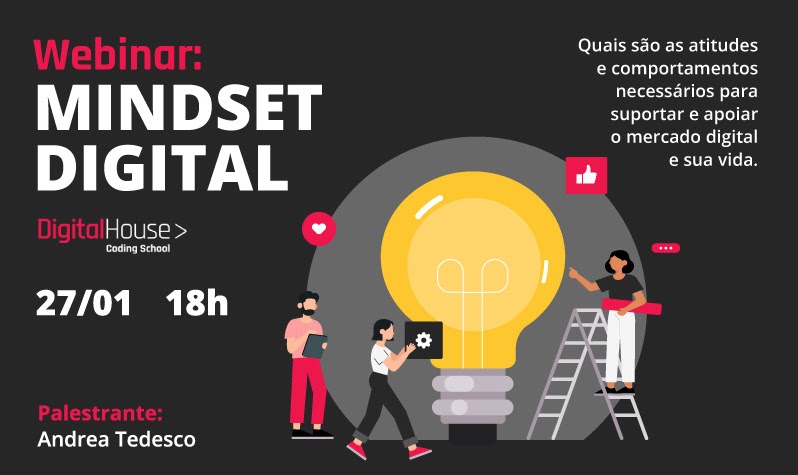 Webinar:
MINDSET
DIGITAL
DigitalHouse>
Coding School
27/01 18h
Palestrante:
Andrea Tedesco
Quais são as atitudes
e comportamentos
necessários para
suportar e apoiar
o mercado digital
e sua vida.